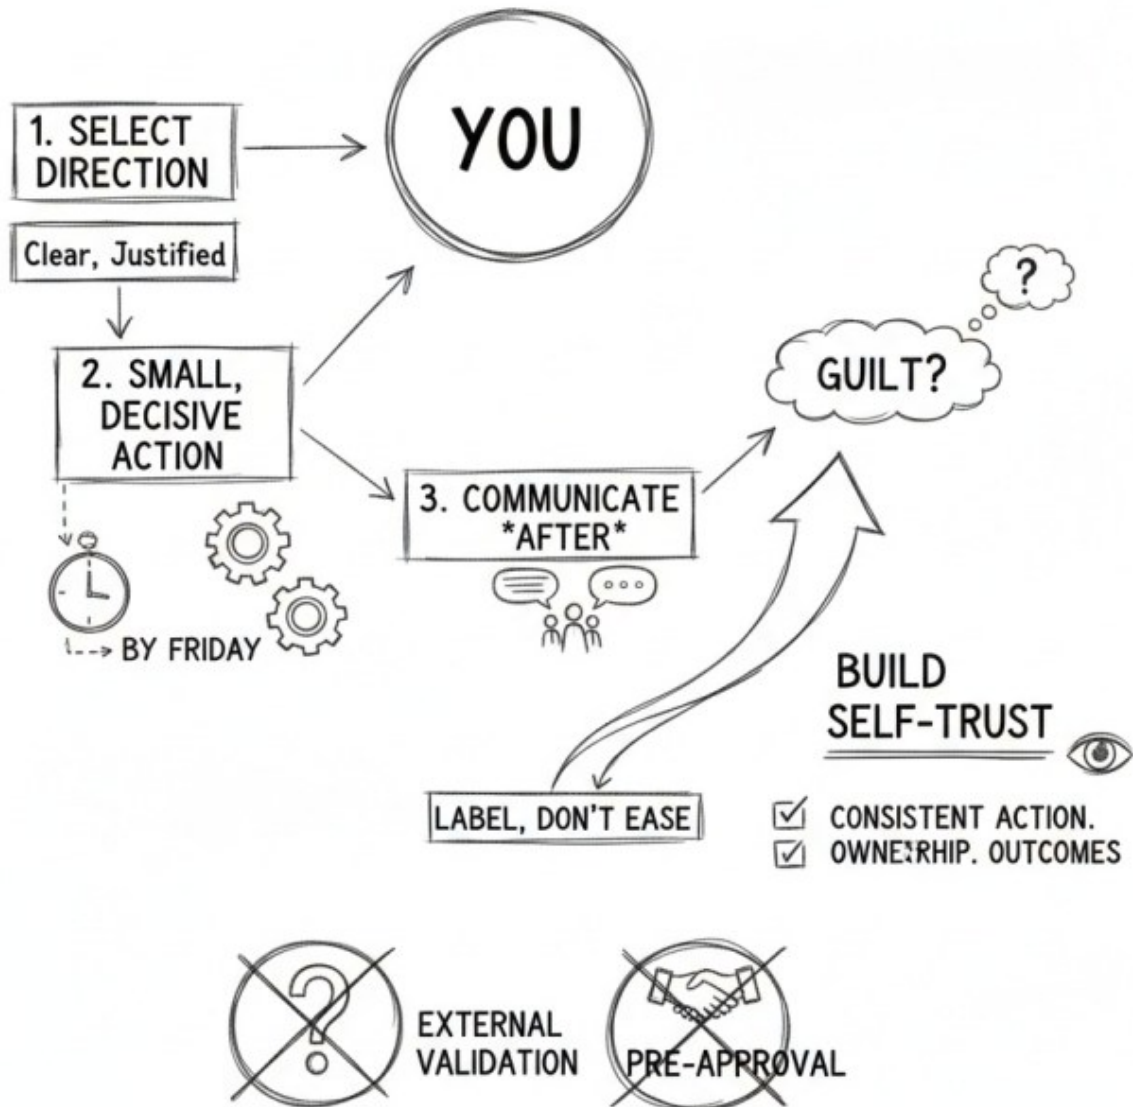 YOU
1. SELECT
DIRECTION
Clear, Justified
2. SMALL,
DECISIVE
ACTION
BY FRIDAY
3. COMMUNICATE
*AFTER*
?
GUILT?
LABEL, DON'T EASE
BUILD
SELF-TRUST
CONSISTENT ACTION.
OUTCOMES
?
EXTERNAL
VALIDATION
PRE-APPROVAL